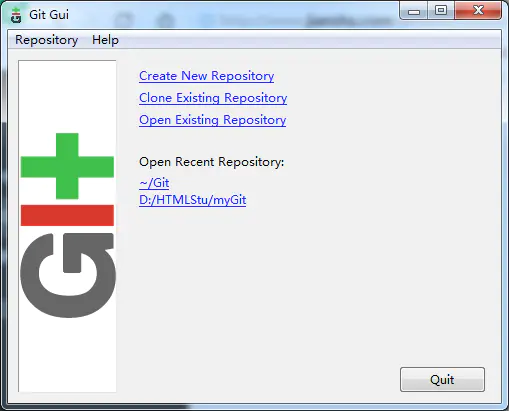 Git Gui
Repository Help
Create New Repository
Clone Existing Repository
Open Existing Repository
Open Recent Repository:
~/Git
D:/HTMLStu/myGit
Quit